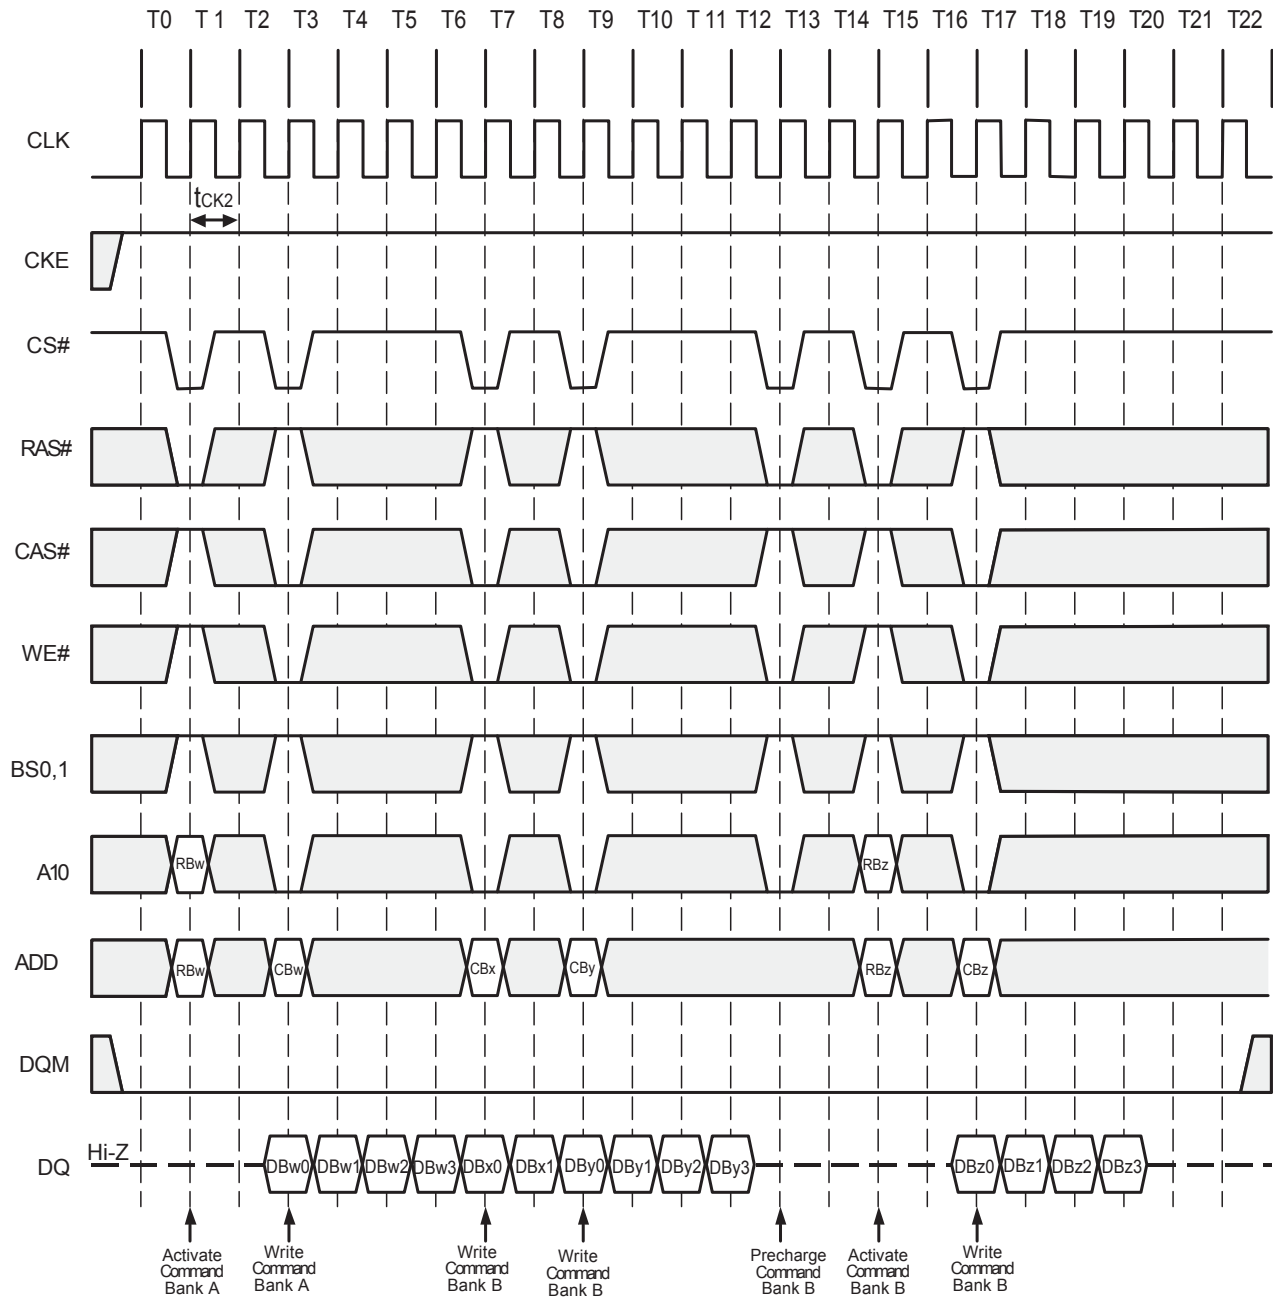 T0 T 1 T2 T3 T4 T5 T6 T7 T8 T9 T10 T 11 T12 T13 T14 T15 T16 T17 T18 T19 T20 T21 T22
CLK
tCK2
CKE
CS#
RAS#
CAS#
WE#
BS0,1
A10 RBw RBz
ADD RBw CBw CBx CBy RBz CBz
DQM
Hi-Z
DQ DBw0 DBw1 DBw2 DBw3 DBx0 DBx1 DBy0 DBy1 DBy2 DBy3 DBz0 DBz1 DBz2 DBz3
Activate
Command
Bank A
Write
Command
Bank A
Write
Command
Bank B
Write
Command
Bank B
Precharge
Command
Bank B
Activate
Command
Bank B
Write
Command
Bank B